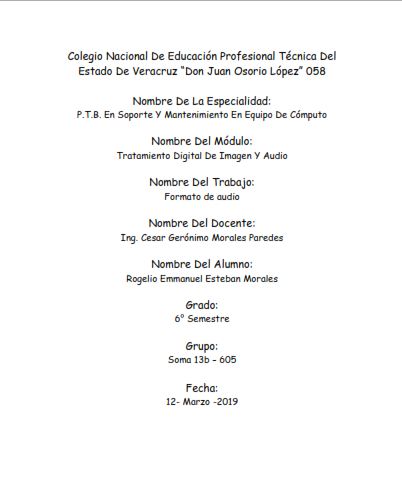 Colegio Nacional De Educación Profesional Técnica Del
Estado De Veracruz “Don Juan Osorio López” 058
Nombre De La Especialidad:
P.T.B. En Soporte Y Mantenimiento En Equipo De Cómputo
Nombre Del Módulo:
Tratamiento Digital De Imagen Y Audio
Nombre Del Trabajo:
Formato de audio
Nombre Del Docente:
Ing. Cesar Gerónimo Morales Paredes
Nombre Del Alumno:
Rogelio Emmanuel Esteban Morales
Grado:
6° Semestre
Grupo:
Soma 13b – 605
Fecha:
12- Marzo -2019